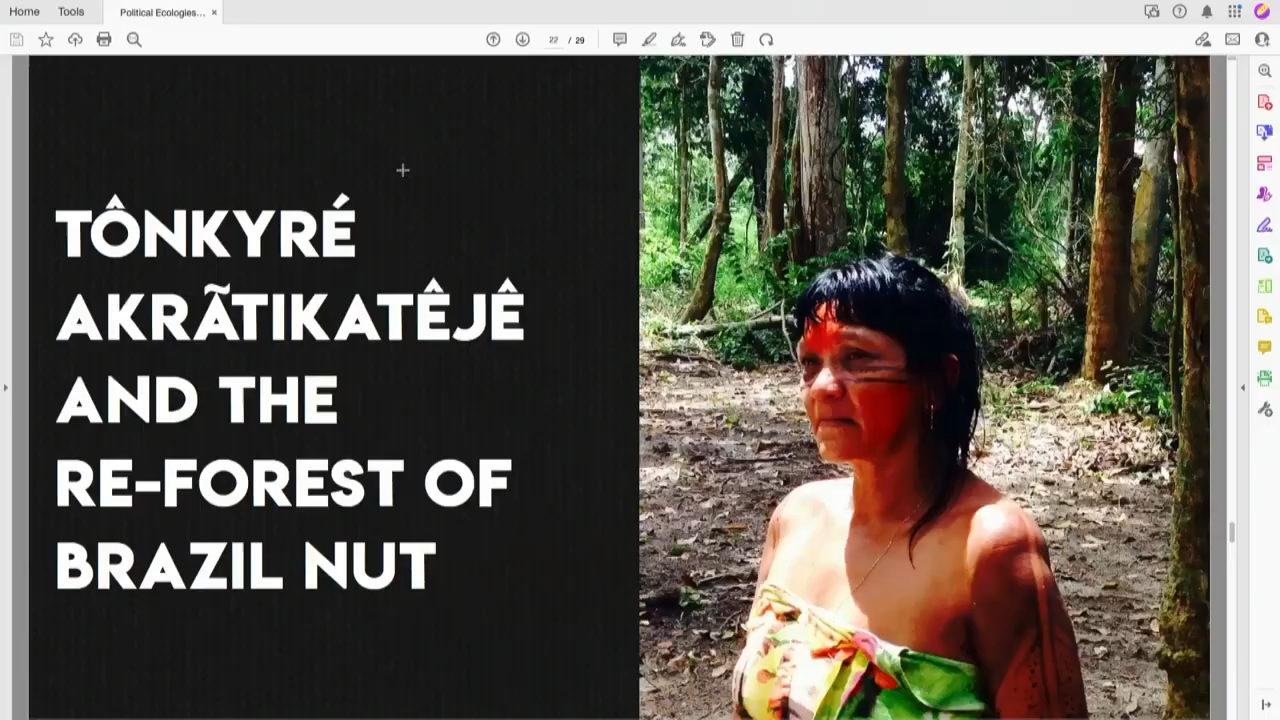 Home Tools Political Ecologies... ×
22 / 29
TÔNKYRÉ
AKRÃTIKATÊJÊ
AND THE
RE-FOREST OF
BRAZIL NUT